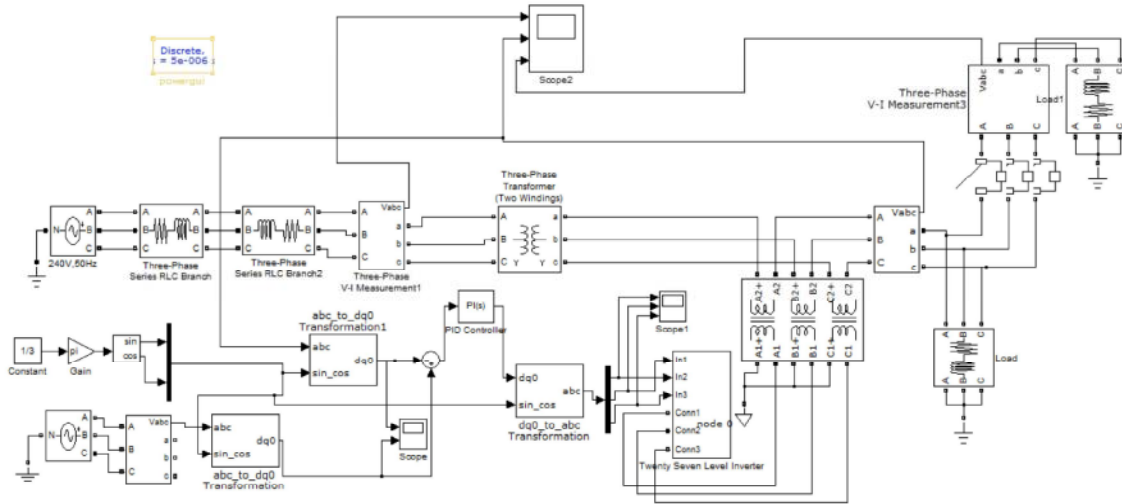 Discrete,
= 5e-006
powergui
Scope2
Vabc
a
b
c
A
B
C
Three-Phase
V-I Measurement3
A
B
C
Load1
A
B
C
Three-Phase
Transformer
(Two Windings)
N
A
B
C
240V,50Hz
A
B
C
A
B
C
Three-Phase
Series RLC Branch
A
B
C
A
B
C
Three-Phase
Series RLC Branch2
A
B
C
Vabc
a
b
c
Three-Phase
V-I Measurement1
A
B
C
a
b
c
Y
Y
A
B
C
Vabc
a
b
c
A2+
A2
B2+
B2
C2+
C2
A1+
A1
B1+
B1
C1+
C1
A
B
C
Load
A
B
C
1/3
Constant
pi
Gain
sin
cos
abc_to_dq0
Transformation1
abc
sin_cos
dq0
PI(s)
PID Controller
Scope1
dq0
sin_cos
abc
dq0_to_abc
Transformation
In1
In2
In3
Conn1
Conn2
Conn3
node 0
Twenty Seven Level Inverter
N
A
B
C
A
B
C
Vabc
a
b
c
abc
sin_cos
dq0
abc_to_dq0
Transformation
Scope